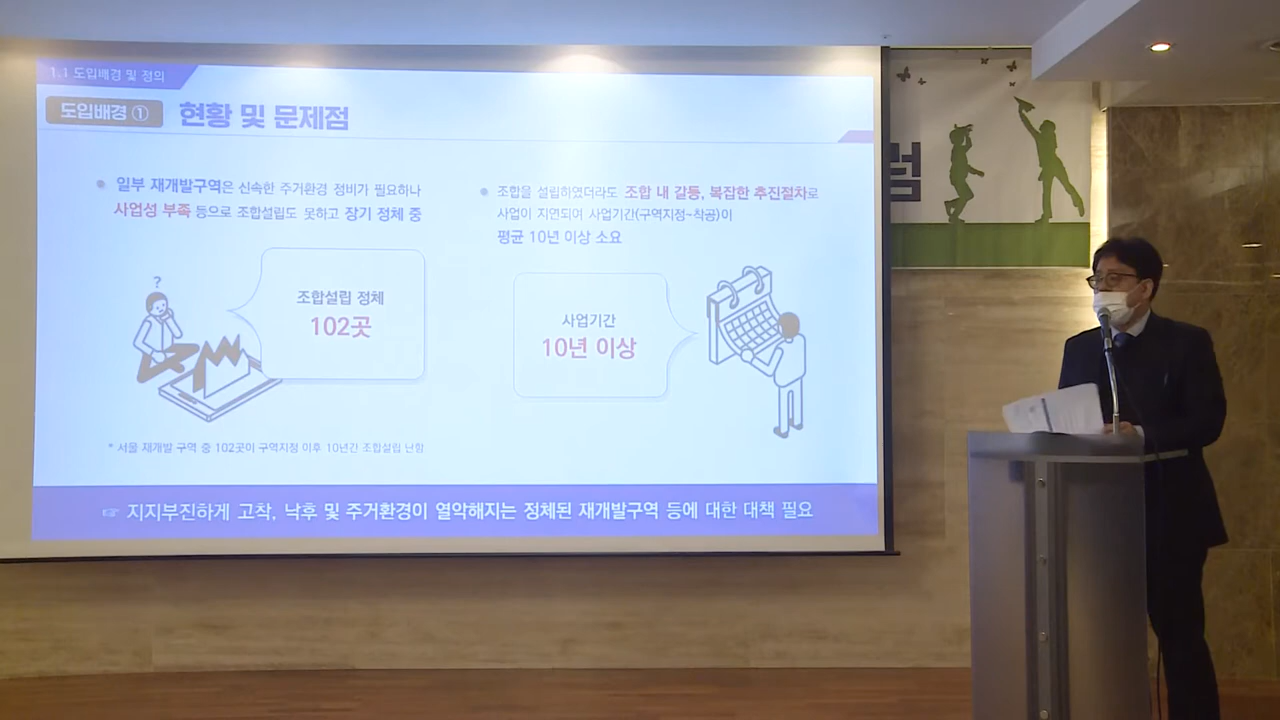 1.1 도입배경 및 정의
도입배경 ① 현황 및 문제점
• 일부 재개발구역은 신속한 주거환경 정비가 필요하나
사업성 부족 등으로 조합설립도 못하고 장기 정체 중
• 조합을 설립하였더라도 조합 내 갈등, 복잡한 추진절차로
사업이 지연되며 사업기간(구역지정~착공)이
평균 10년 이상 소요
?
조합설립 정체
102곳
사업기간
10년 이상
* 서울 재개발 구역 중 102곳이 구역지정 이후 10년간 조합설립 난항
☞ 지지부진하게 고착, 낙후 및 주거환경이 열악해지는 정체된 재개발구역 등에 대한 대책 필요
럼